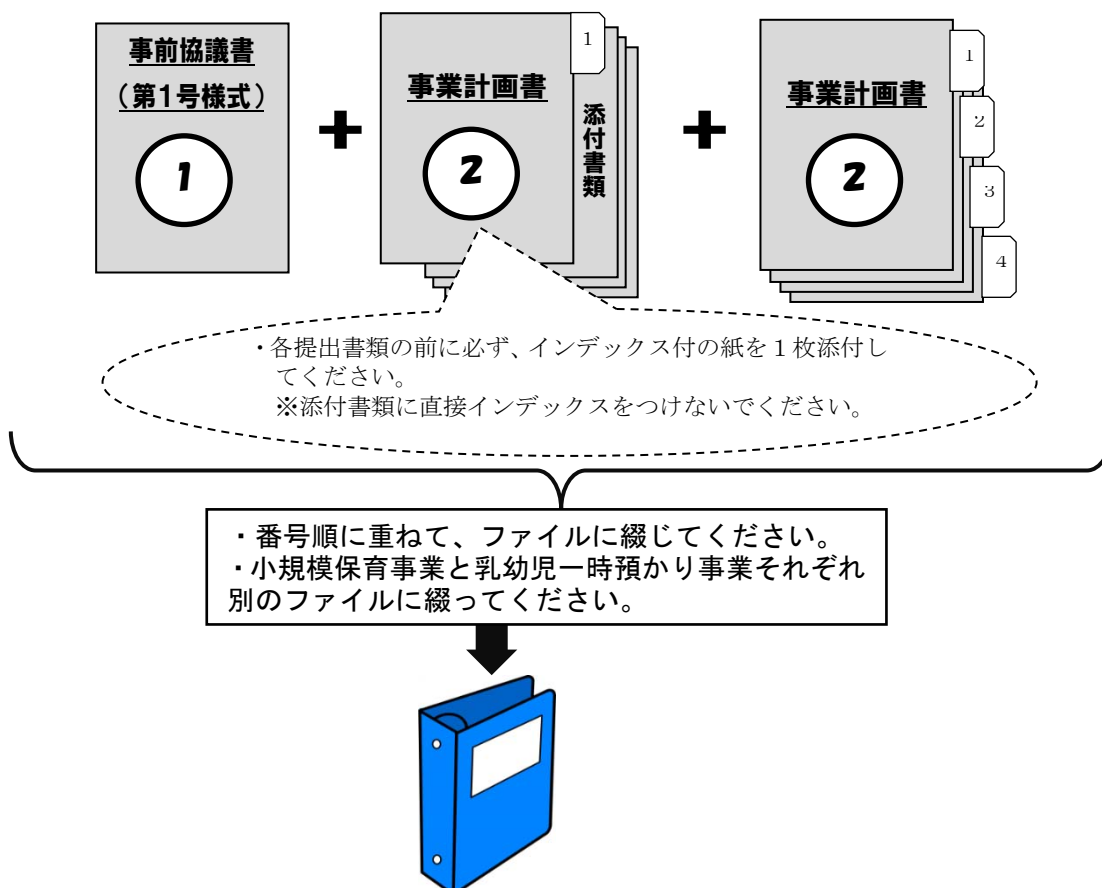 事前協議書
（第1号様式）
1
＋
事業計画書
2
1
添付書類
＋
事業計画書
2
1
2
3
4
・各提出書類の前に必ず、インデックス付の紙を１枚添付し
てください。
※添付書類に直接インデックスをつけないでください。
・番号順に重ねて、ファイルに綴じてください。
・小規模保育事業と乳幼児一時預かり事業それぞれ
別のファイルに綴ってください。